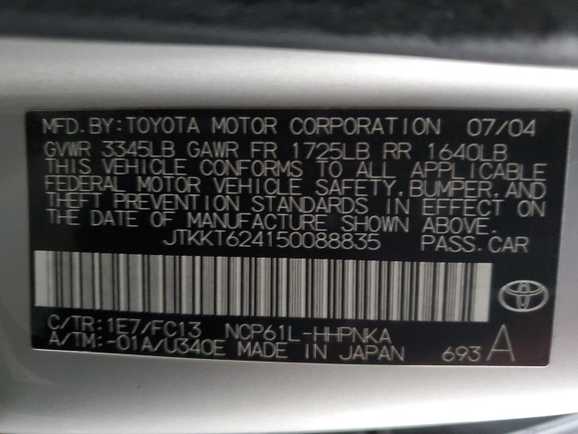 MFD.BY:TOYOTA MOTOR CORPORATION 07/04
GVWR 3345LB GAWR FR 1725LB RR 1640LB
THIS VEHICLE CONFORMS TO ALL APPLICABLE
FEDERAL MOTOR VEHICLE SAFETY,BUMPER,AND
THEFT PREVENTION STANDARDS IN EFFECT ON
THE DATE OF MANUFACTURE SHOWN ABOVE.
JTKKT624150088835 PASS.CAR
C/TR:1E7/FC13 NCP61L-HHPNKA
A/TM:-01A/U340E MADE IN JAPAN 693 A